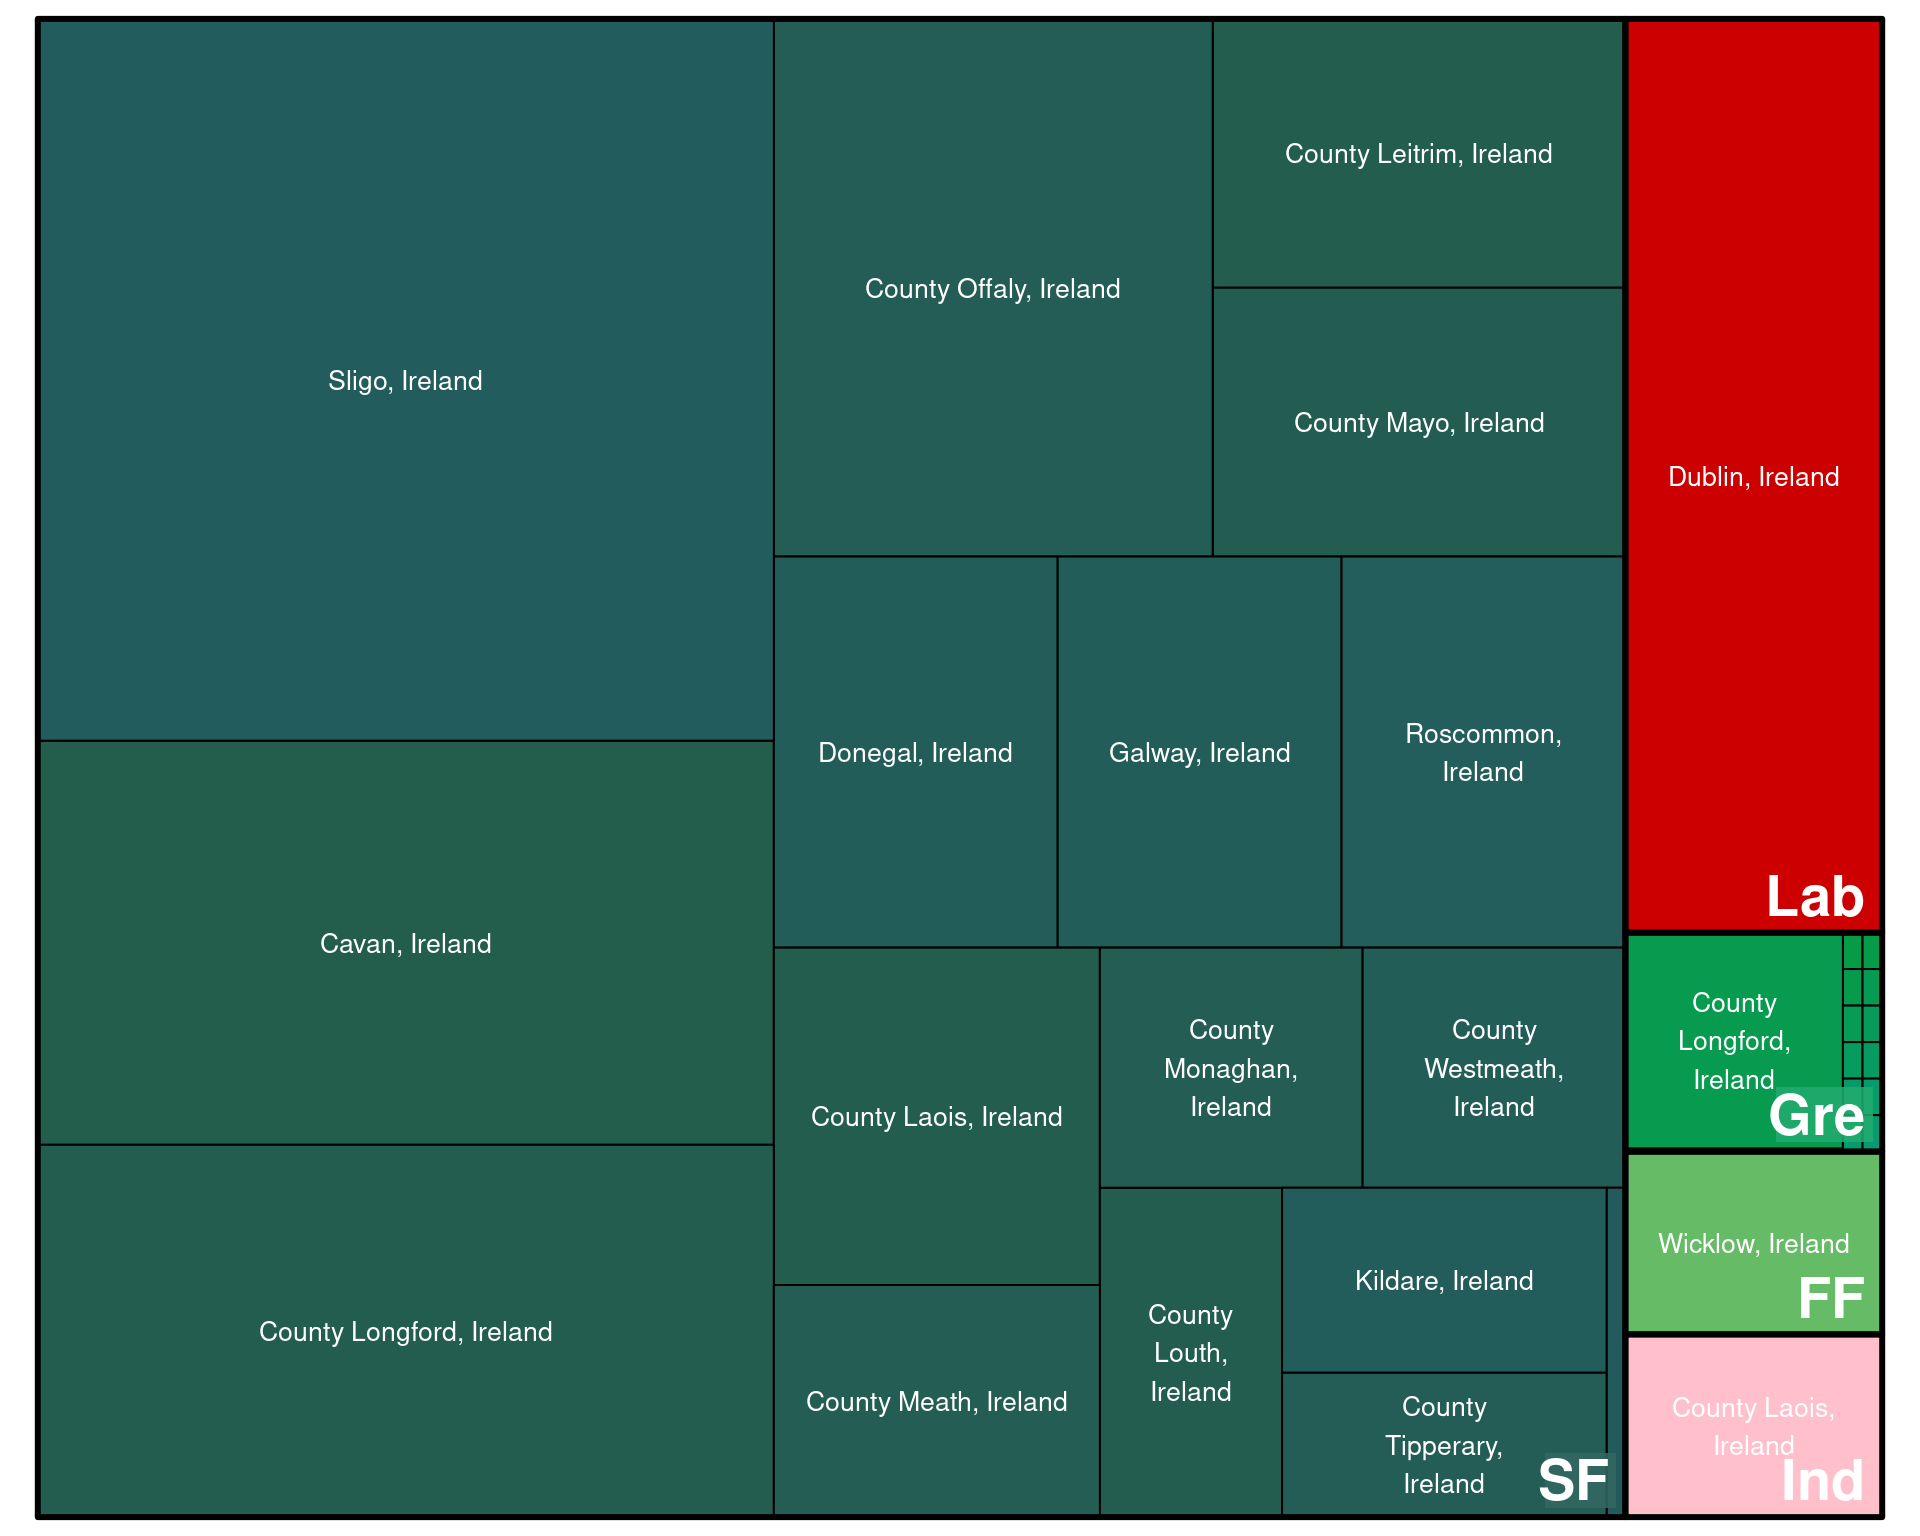 Sligo, Ireland
Cavan, Ireland
County Longford, Ireland
County Offaly, Ireland
County Leitrim, Ireland
County Mayo, Ireland
Donegal, Ireland
Galway, Ireland
Roscommon,
Ireland
County Laois, Ireland
County Meath, Ireland
County
Monaghan,
Ireland
County
Westmeath,
Ireland
County
Louth,
Ireland
Kildare, Ireland
County
Tipperary,
Ireland
SF
Dublin, Ireland
Lab
County
Longford,
Ireland
Gre
Wicklow, Ireland
FF
County Laois,
Ireland
Ind